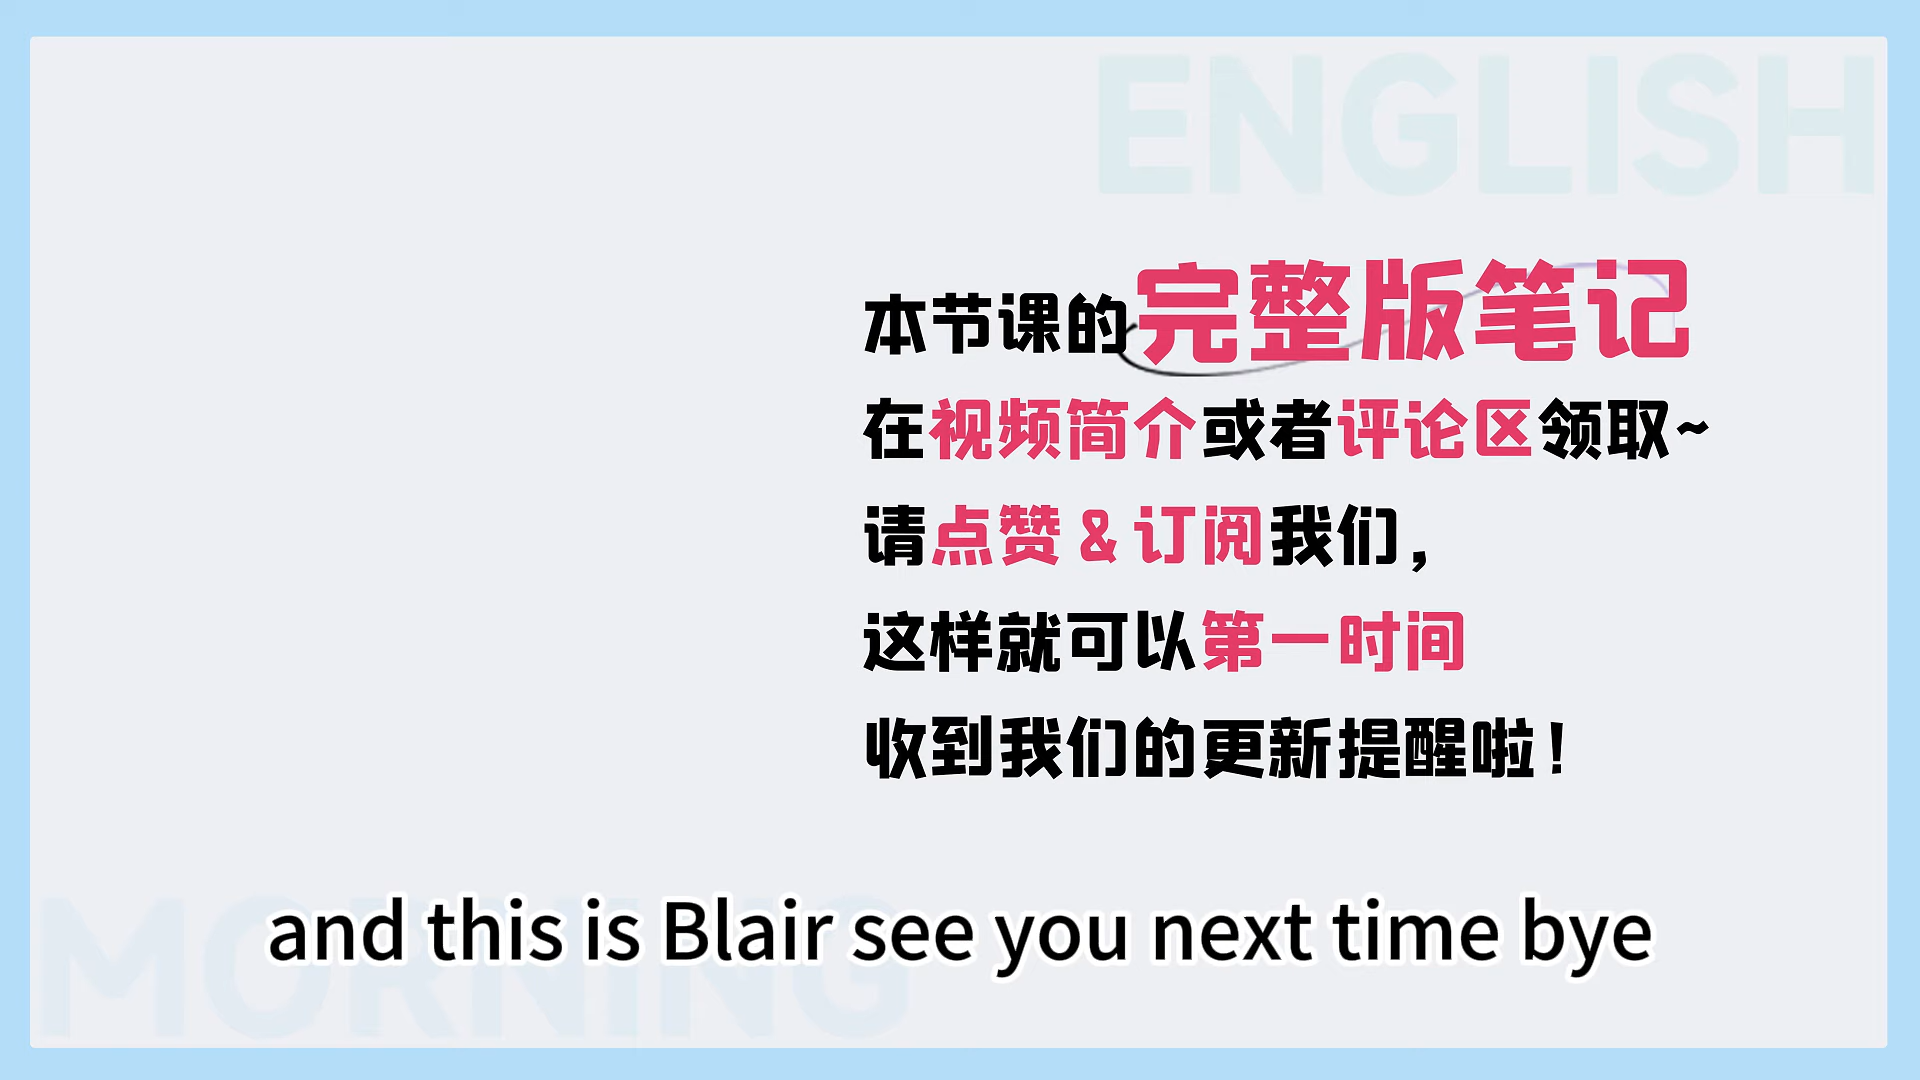 ENGLISH
本节课的完整版笔记
在视频简介或者评论区领取~
请点赞&订阅我们，
这样就可以第一时间
收到我们的更新提醒啦！
MORNING
and this is Blair see you next time bye